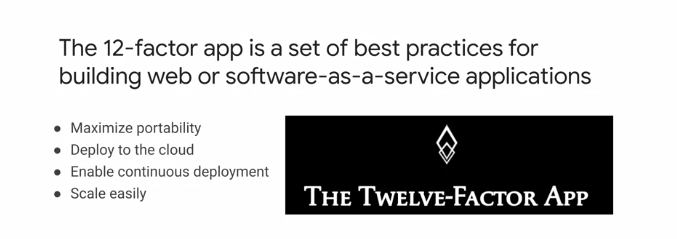 The 12-factor app is a set of best practices for
building web or software-as-a-service applications
● Maximize portability
● Deploy to the cloud
● Enable continuous deployment
● Scale easily
THE TWELVE-FACTOR APP